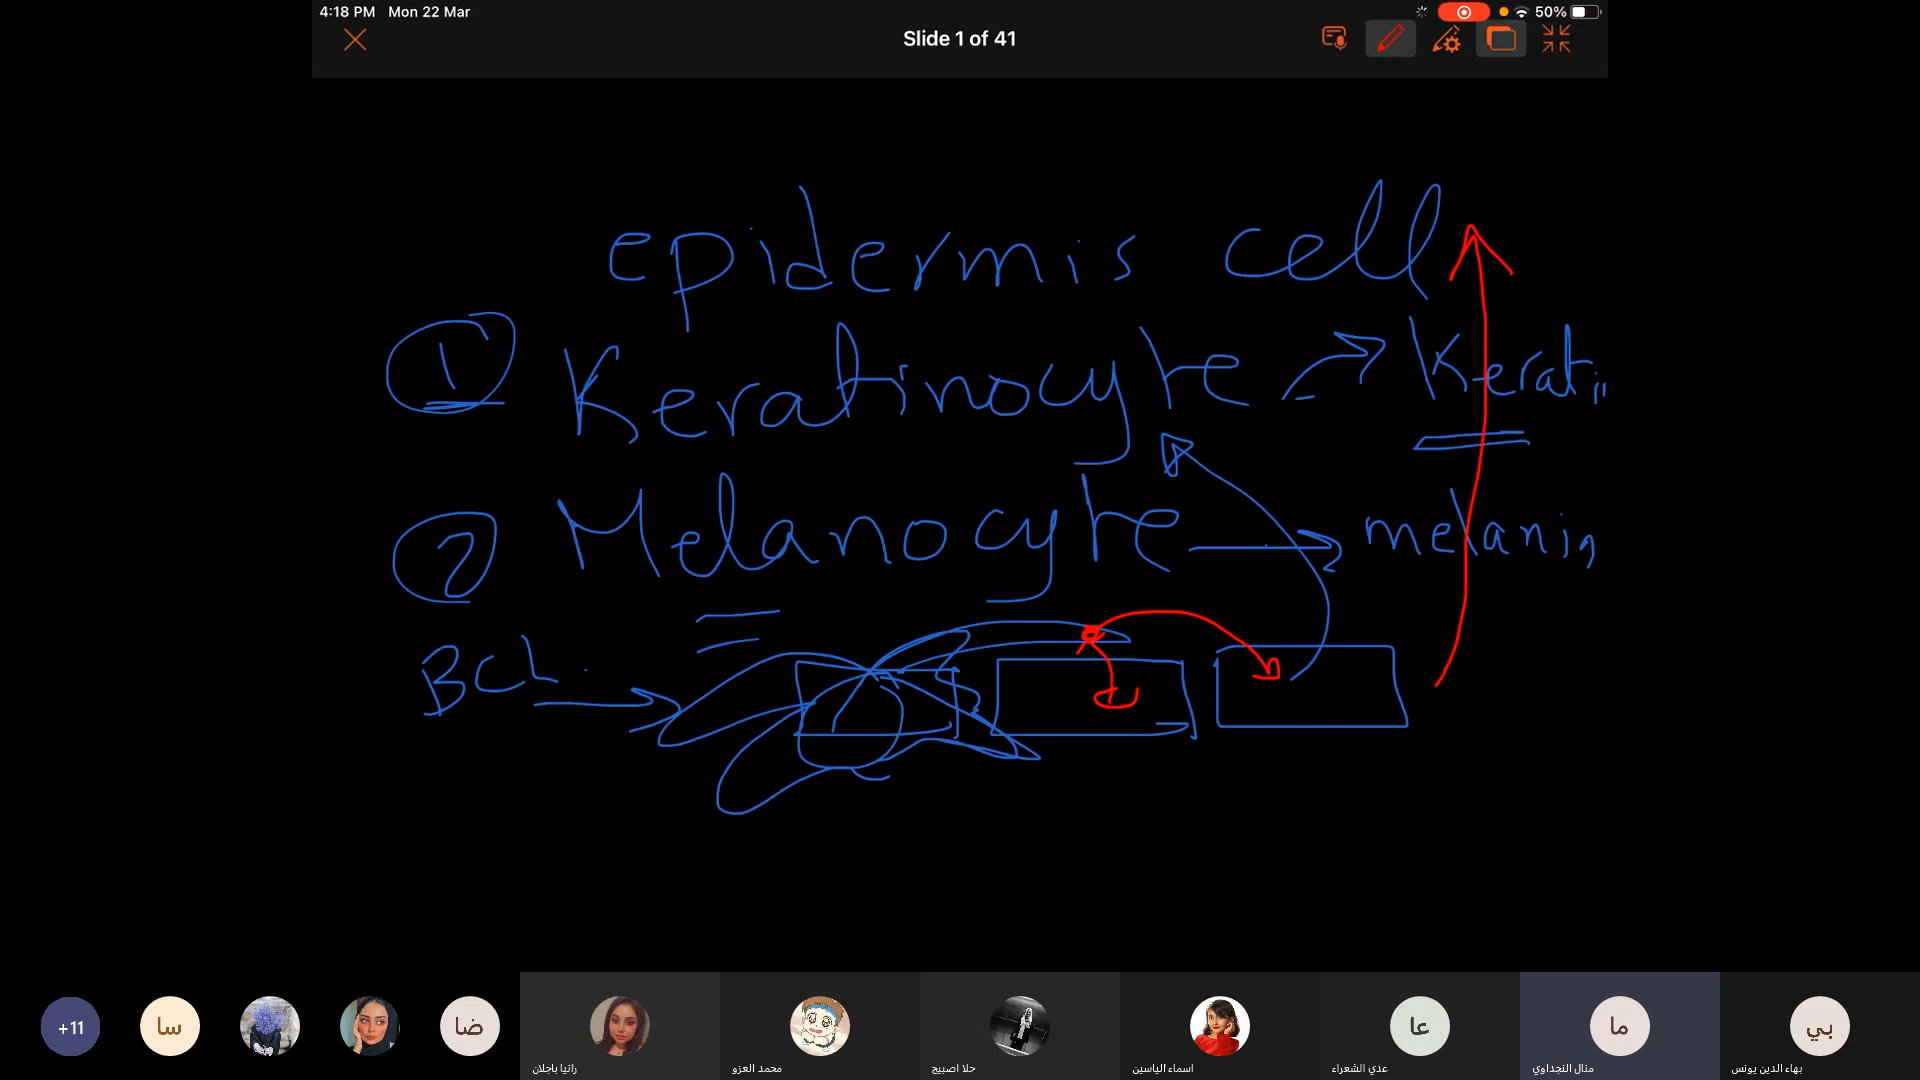 4:18 PM Mon 22 Mar
50%
Slide 1 of 41
epidermis cell
1 Keratinocyte Keratin
2 Melanocyte melanin
BCL
+11
سا
ضا
عا
ما
بي
رانيا باجلان
محمد العزو
حلا اصبيح
اسماء الياسين
عدي الشعراء
منال النجداوي
بهاء الدين يونس